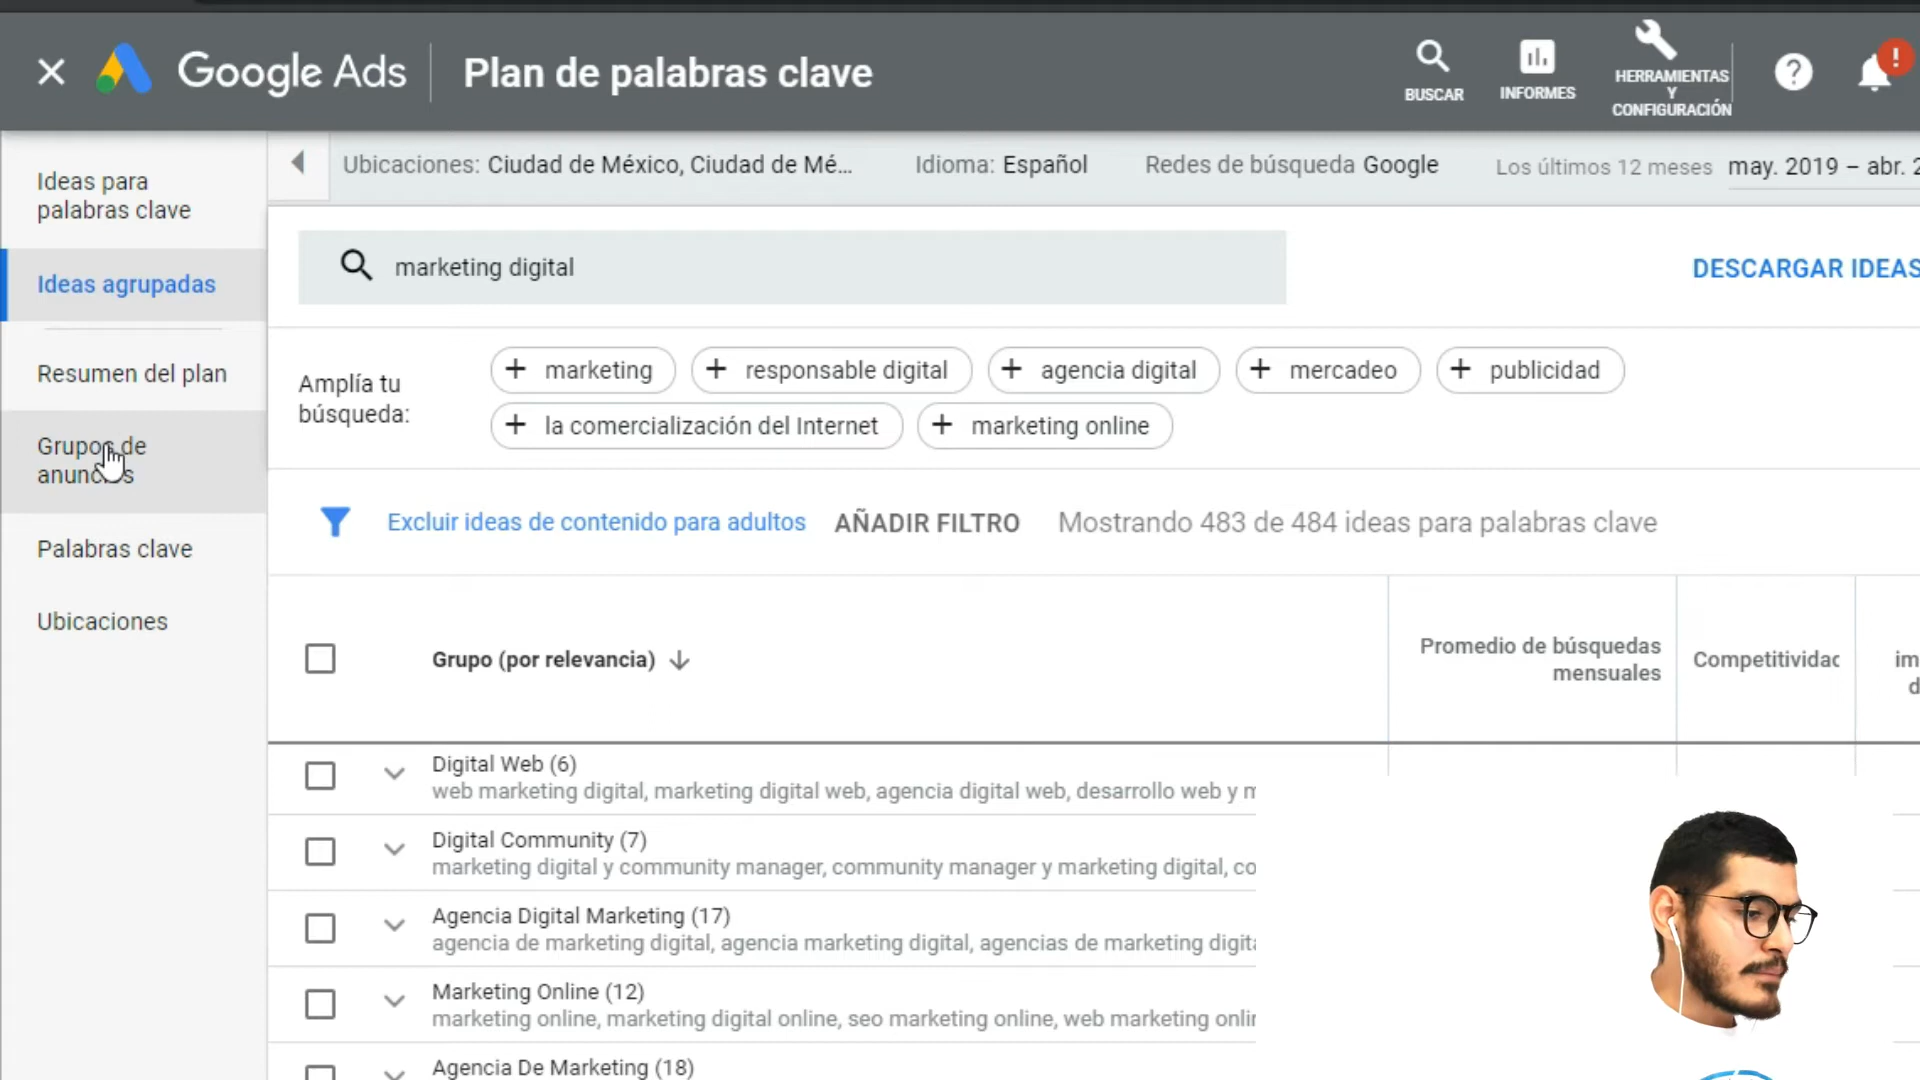 Google Ads
Plan de palabras clave
BUSCAR
INFORMES
HERRAMIENTAS
Y
CONFIGURACIÓN
?
!
Ideas para
palabras clave
Ideas agrupadas
Resumen del plan
Grupos de
anuncios
Palabras clave
Ubicaciones
Ubicaciones: Ciudad de México, Ciudad de Mé...
Idioma: Español
Redes de búsqueda Google
Los últimos 12 meses
may. 2019 – abr. 2
marketing digital
DESCARGAR IDEAS
Amplía tu
búsqueda:
+ marketing
+ responsable digital
+ agencia digital
+ mercadeo
+ publicidad
+ la comercialización del Internet
+ marketing online
Excluir ideas de contenido para adultos
AÑADIR FILTRO
Mostrando 483 de 484 ideas para palabras clave
Grupo (por relevancia)
Promedio de búsquedas
mensuales
Competitividad
im
d
Digital Web (6)
web marketing digital, marketing digital web, agencia digital web, desarrollo web y m
Digital Community (7)
marketing digital y community manager, community manager y marketing digital, co
Agencia Digital Marketing (17)
agencia de marketing digital, agencia marketing digital, agencias de marketing digita
Marketing Online (12)
marketing online, marketing digital online, seo marketing online, web marketing onlin
Agencia De Marketing (18)